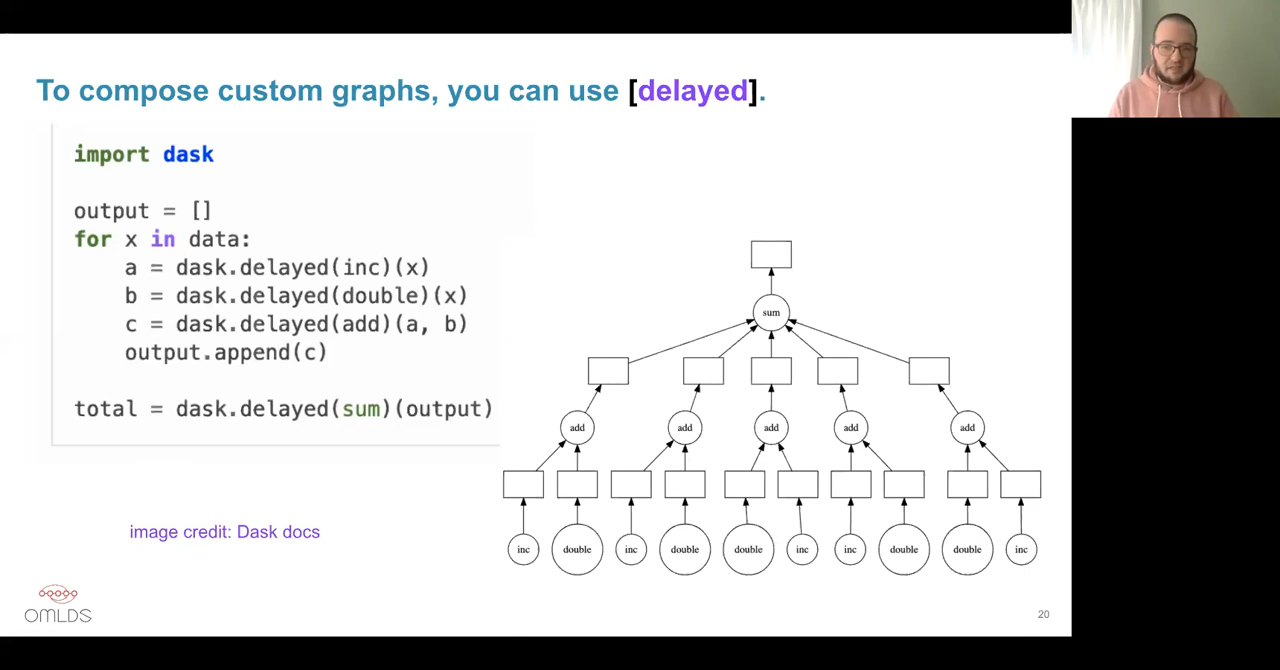 To compose custom graphs, you can use [delayed].
import dask
output = []
for x in data:
a = dask.delayed(inc)(x)
b = dask.delayed(double)(x)
c = dask.delayed(add)(a, b)
output.append(c)
total = dask.delayed(sum)(output)
sum
add add add add add
inc double inc double double inc inc double double inc
image credit: Dask docs
OMLDS
20